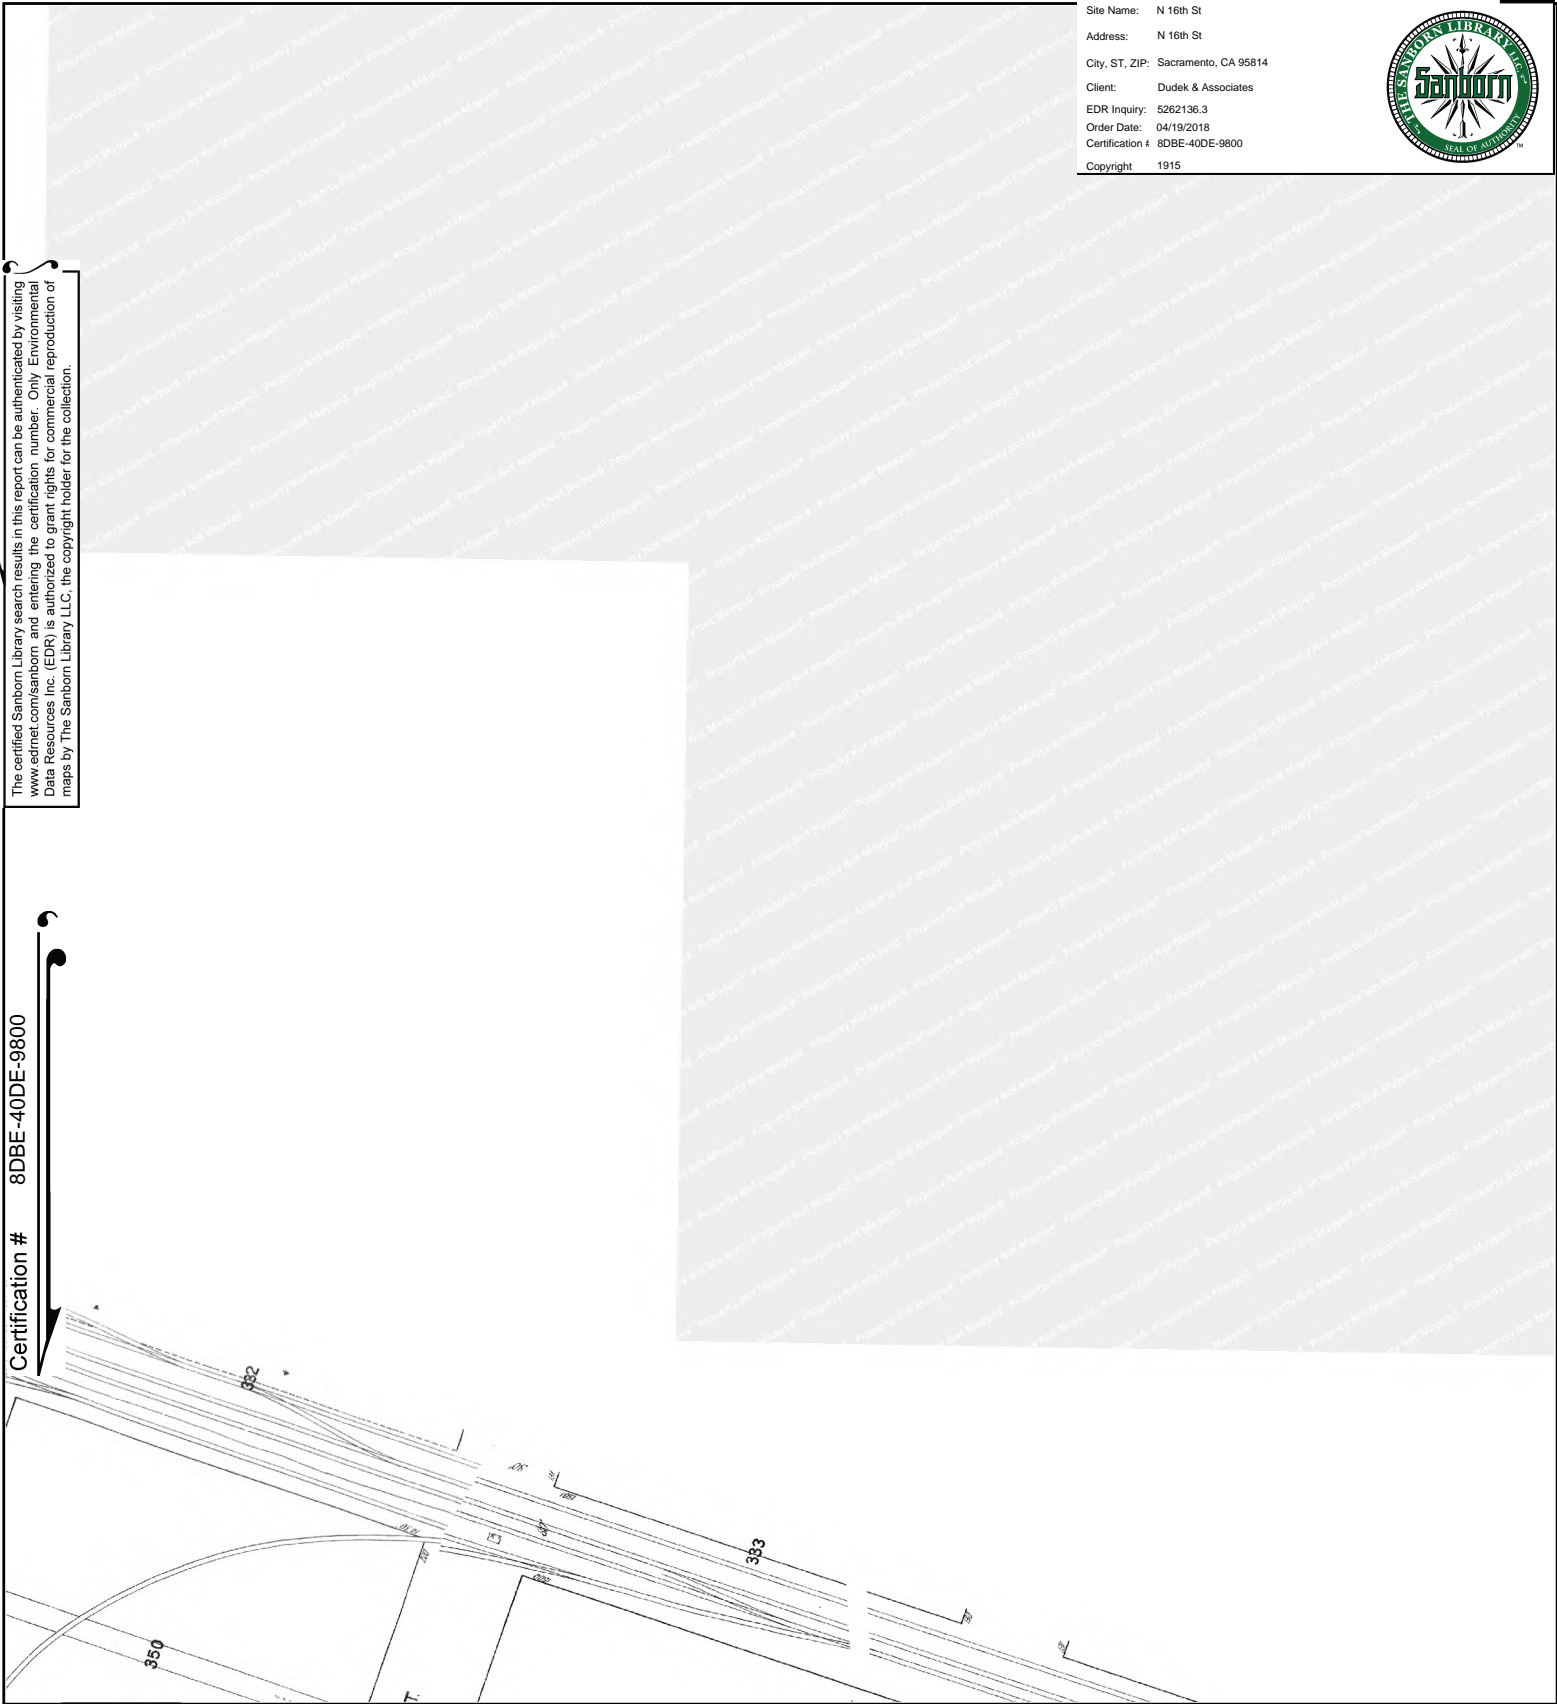 Site Name: N 16th St
Address: N 16th St
City, ST, ZIP: Sacramento, CA 95814
Client: Dudek & Associates
EDR Inquiry: 5262136.3
Order Date: 04/19/2018
Certification # 8DBE-40DE-9800
Copyright 1915
THE SANBORN LIBRARY, LLC
Sanborn
SEAL OF AUTHORITY
™
The certified Sanborn Library search results in this report can be authenticated by visiting
www.edrnet.com/sanborn and entering the certification number. Only Environmental
Data Resources Inc. (EDR) is authorized to grant rights for commercial reproduction of
maps by The Sanborn Library LLC, the copyright holder for the collection.
Certification # 8DBE-40DE-9800
Property Not Mapped
382
333
350
T.